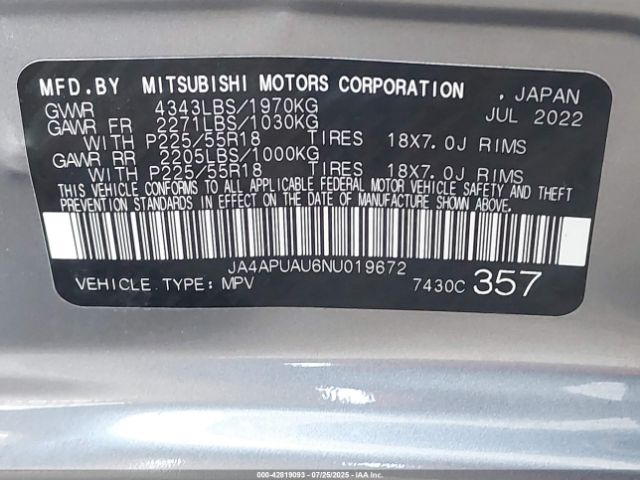 MFD.BY MITSUBISHI MOTORS CORPORATION , JAPAN
GVWR 4343LBS/1970KG JUL 2022
GAWR FR 2271LBS/1030KG
WITH P225/55R18 TIRES 18X7.0J RIMS
GAWR RR 2205LBS/1000KG
WITH P225/55R18 TIRES 18X7.0J RIMS
THIS VEHICLE CONFORMS TO ALL APPLICABLE FEDERAL MOTOR VEHICLE SAFETY AND THEFT
PREVENTION STANDARDS IN EFFECT ON THE DATE OF MANUFACTURE SHOWN ABOVE.
JA4APUAU6NU019672
VEHICLE TYPE: MPV 7430C 357
000-42819093 - 07/25/2025 - IAAI.COM